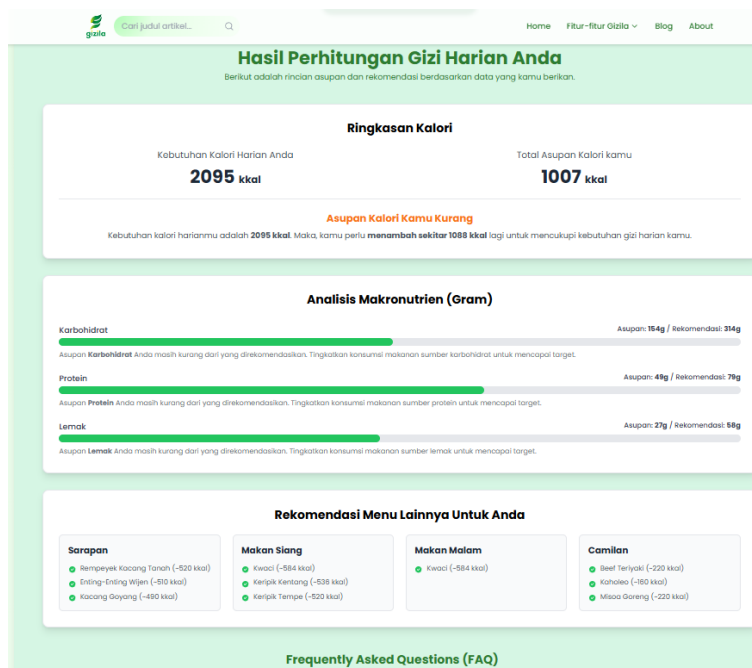 gizila
Cari judul artikel...
Home Fitur-fitur Gizila Blog About
Hasil Perhitungan Gizi Harian Anda
Berikut adalah rincian asupan dan rekomendasi berdasarkan data yang kamu berikan.
Ringkasan Kalori
Kebutuhan Kalori Harian Anda
2095 kkal
Total Asupan Kalori kamu
1007 kkal
Asupan Kalori Kamu Kurang
Kebutuhan kalori harianmu adalah 2095 kkal. Maka, kamu perlu menambah sekitar 1088 kkal lagi untuk mencukupi kebutuhan gizi harian kamu.
Analisis Makronutrien (Gram)
Karbohidrat
Asupan: 154g / Rekomendasi: 314g
Asupan Karbohidrat Anda masih kurang dari yang direkomendasikan. Tingkatkan konsumsi makanan sumber karbohidrat untuk mencapai target.
Protein
Asupan: 49g / Rekomendasi: 79g
Asupan Protein Anda masih kurang dari yang direkomendasikan. Tingkatkan konsumsi makanan sumber protein untuk mencapai target.
Lemak
Asupan: 27g / Rekomendasi: 58g
Asupan Lemak Anda masih kurang dari yang direkomendasikan. Tingkatkan konsumsi makanan sumber lemak untuk mencapai target.
Rekomendasi Menu Lainnya Untuk Anda
Sarapan
Rempeyek Kacang Tanah (~520 kkal)
Enting-Enting Wijen (~510 kkal)
Kacang Goyang (~490 kkal)
Makan Siang
Kwaci (~584 kkal)
Keripik Kentang (~536 kkal)
Keripik Tempe (~520 kkal)
Makan Malam
Kwaci (~584 kkal)
Camilan
Beef Teriyaki (~220 kkal)
Kaholeo (~160 kkal)
Misoa Goreng (~220 kkal)
Frequently Asked Questions (FAQ)